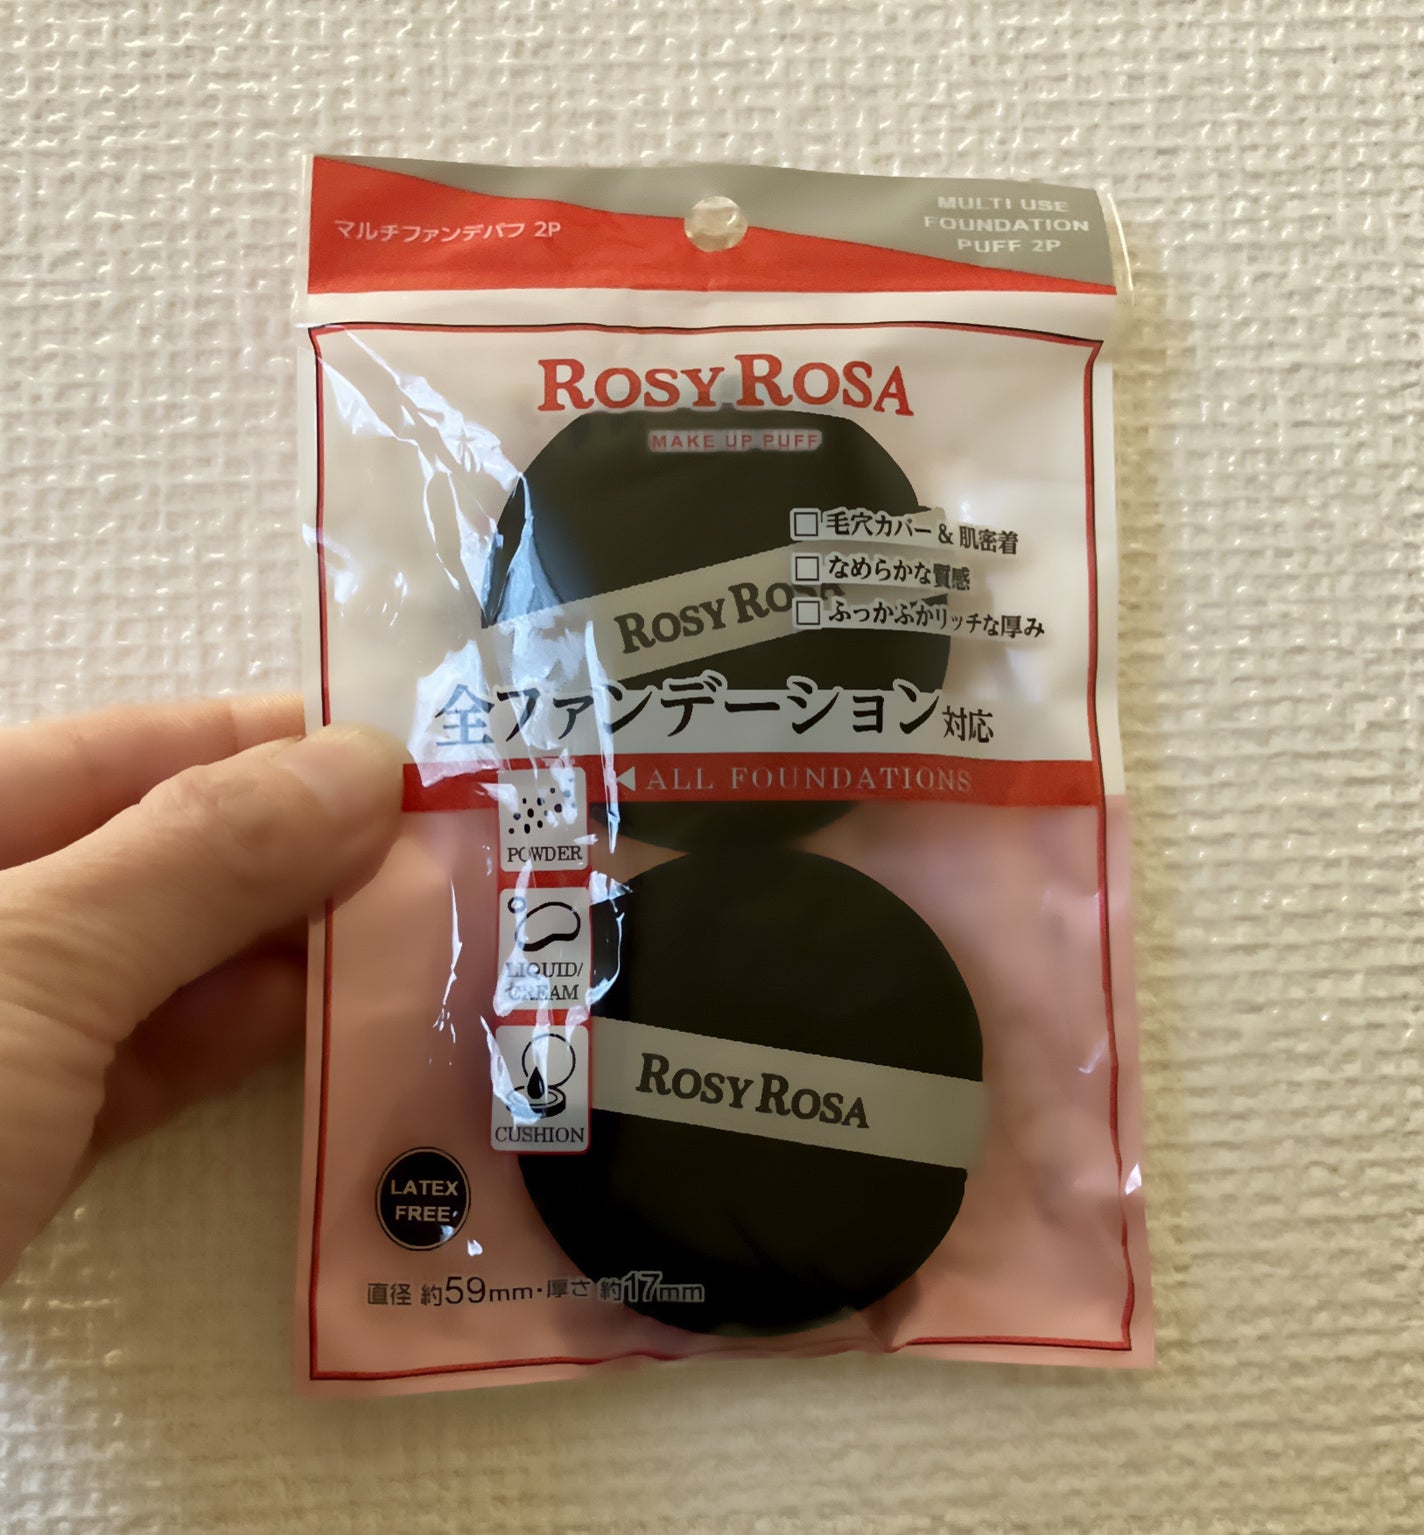 マルチファンデパフ 2P
MULTI USE
FOUNDATION
PUFF 2P
ROSY ROSA
MAKE UP PUFF
□毛穴カバー & 肌密着
□なめらかな質感
□ふっかふかリッチな厚み
ROSY ROSA
全ファンデーション対応
◀ALL FOUNDATIONS
POWDER
LIQUID/
CREAM
CUSHION
ROSY ROSA
LATEX
FREE
直径 約59mm・厚さ 約17mm